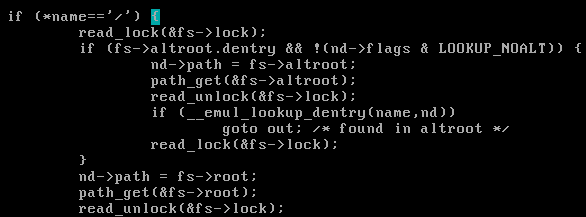 if (*name=='/') {
        read_lock(&fs->lock);
        if (fs->altroot.dentry && !(nd->flags & LOOKUP_NOALT)) {
                nd->path = fs->altroot;
                path_get(&fs->altroot);
                read_unlock(&fs->lock);
                if (__emul_lookup_dentry(name,nd))
                        goto out; /* found in altroot */
                read_lock(&fs->lock);
        }
        nd->path = fs->root;
        path_get(&fs->root);
        read_unlock(&fs->lock);